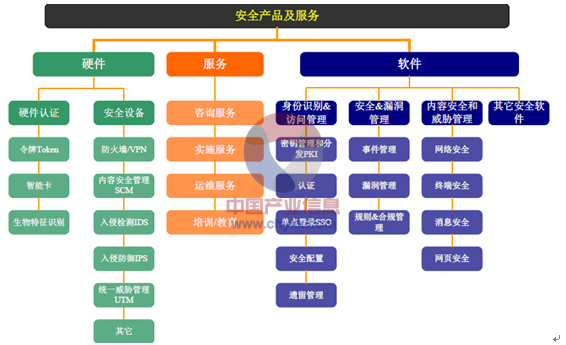 安全产品及服务
硬件
服务
软件
硬件认证
安全设备
咨询服务
身份识别&
访问管理
安全&漏洞
管理
内容安全和
威胁管理
其它安全软
件
令牌Token
防火墙/VPN
实施服务
密钥管理和分
发PKI
事件管理
网络安全
智能卡
内容安全管理
SCM
运维服务
认证
漏洞管理
终端安全
生物特征识别
入侵检测IDS
培训/教育
单点登录SSO
规则&合规管
理
消息安全
入侵防御IPS
安全配置
网页安全
统一威胁管理
UTM
遗留管理
其它
中国产业信息